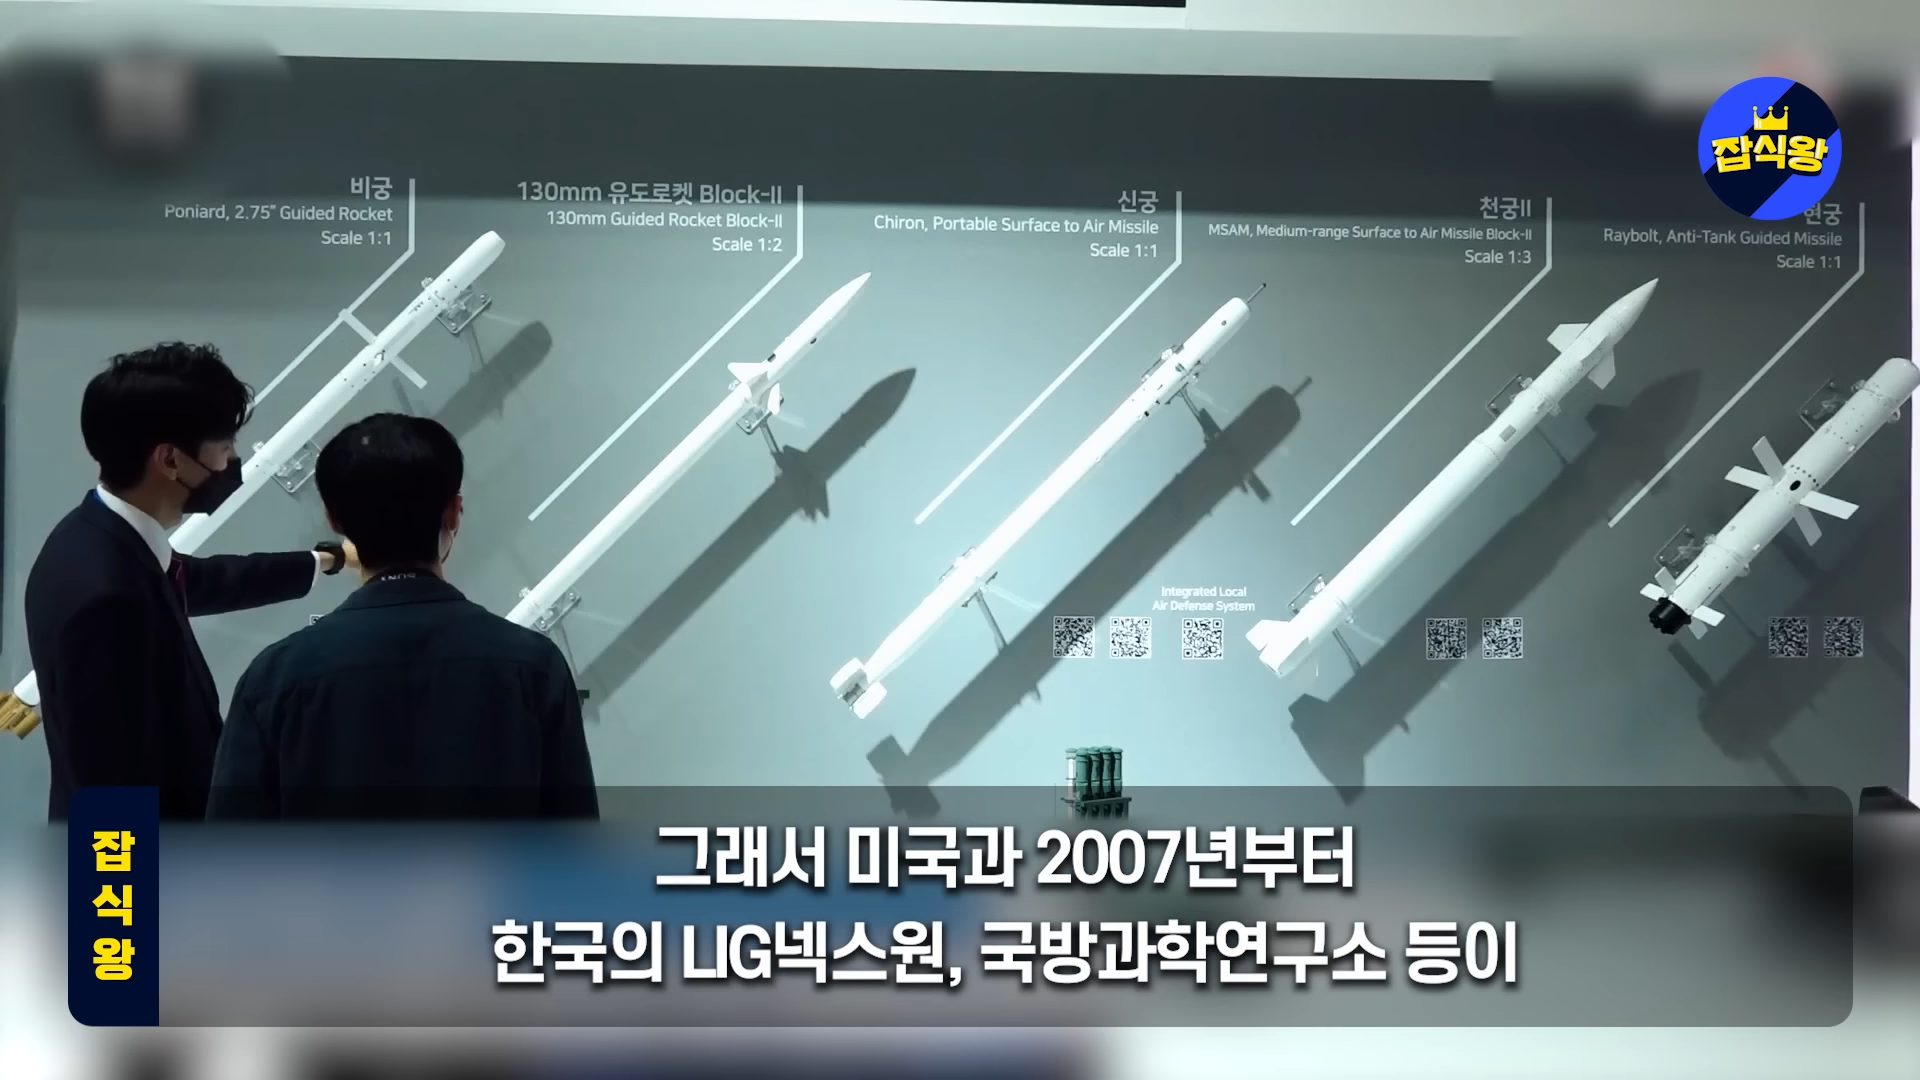 잡식왕
비궁
Poniard, 2.75" Guided Rocket
Scale 1:1
130mm 유도로켓 Block-II
130mm Guided Rocket Block-II
Scale 1:2
신궁
Chiron, Portable Surface to Air Missile
Scale 1:1
천궁II
MSAM, Medium-range Surface to Air Missile Block-II
Scale 1:3
현궁
Raybolt, Anti-Tank Guided Missile
Scale 1:1
SONY
Integrated Local
Air Defense System
잡식왕
그래서 미국과 2007년부터
한국의 LIG넥스원, 국방과학연구소 등이